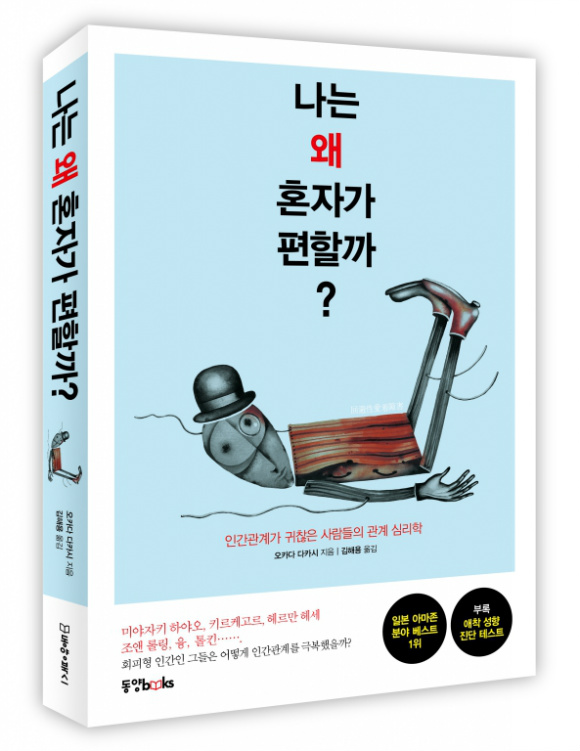 나는
왜
혼자가
편할까
?
인간관계가 귀찮은 사람들의 관계 심리학
오카다 다카시 지음 | 김해용 옮김
미야자키 하야오, 키르케고르, 헤르만 헤세
조앤 롤링, 융, 톨킨…….
회피형 인간인 그들은 어떻게 인간관계를 극복했을까?
일본 아마존
분야 베스트
1위
부록
애착 성향
진단 테스트
동양books
나는 왜 혼자가 편할까?
오카다 다카시 지음
김해용 옮김